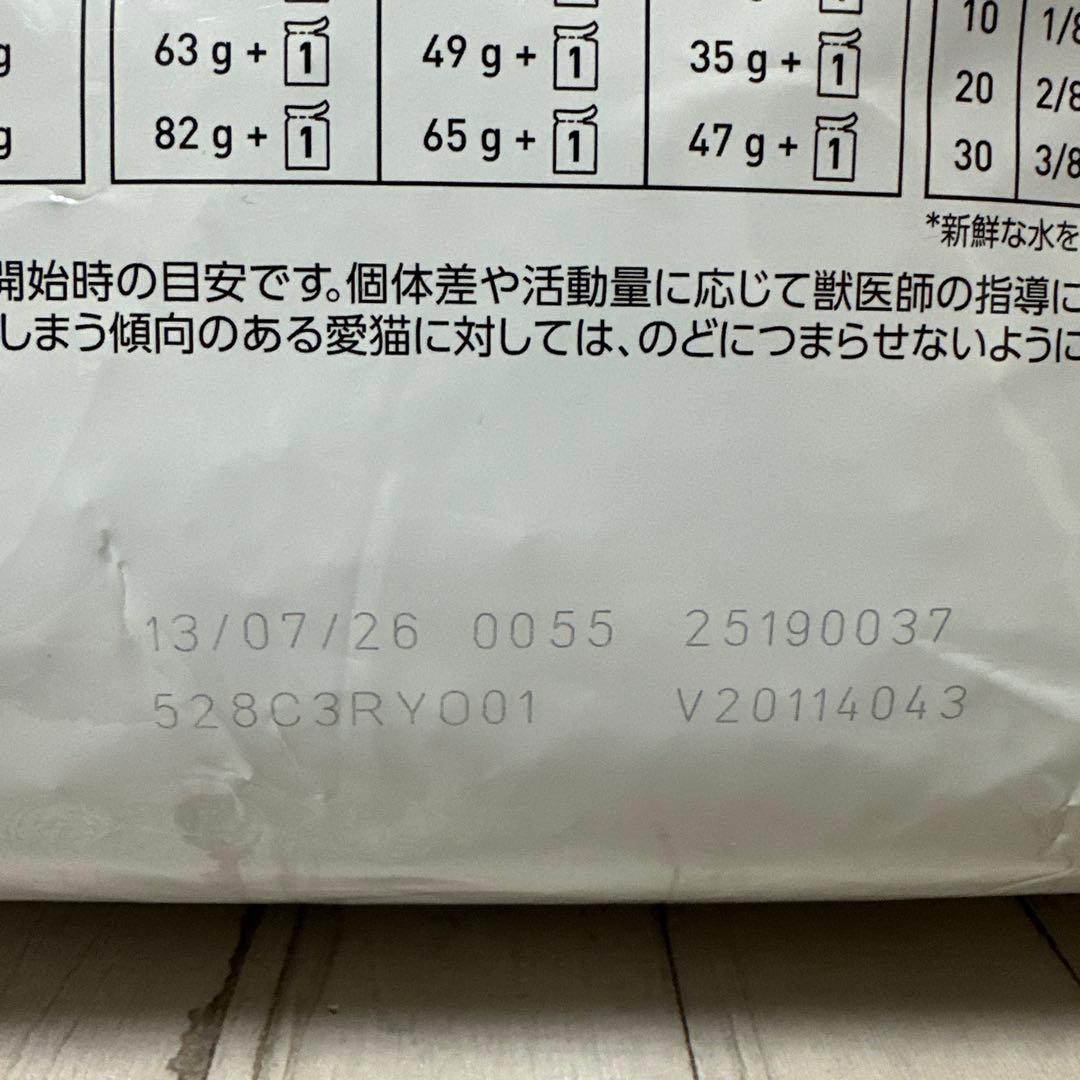 g 63 g + 1 49 g + 1 35 g + 1 10 1/8
20 2/8
g 82 g + 1 65 g + 1 47 g + 1 30 3/8
*新鮮な水を
開始時の目安です。個体差や活動量に応じて獣医師の指導に
しまう傾向のある愛猫に対しては、のどにつまらせないように
13/07/26 0055 25190037
528C3RYO01 V20114043